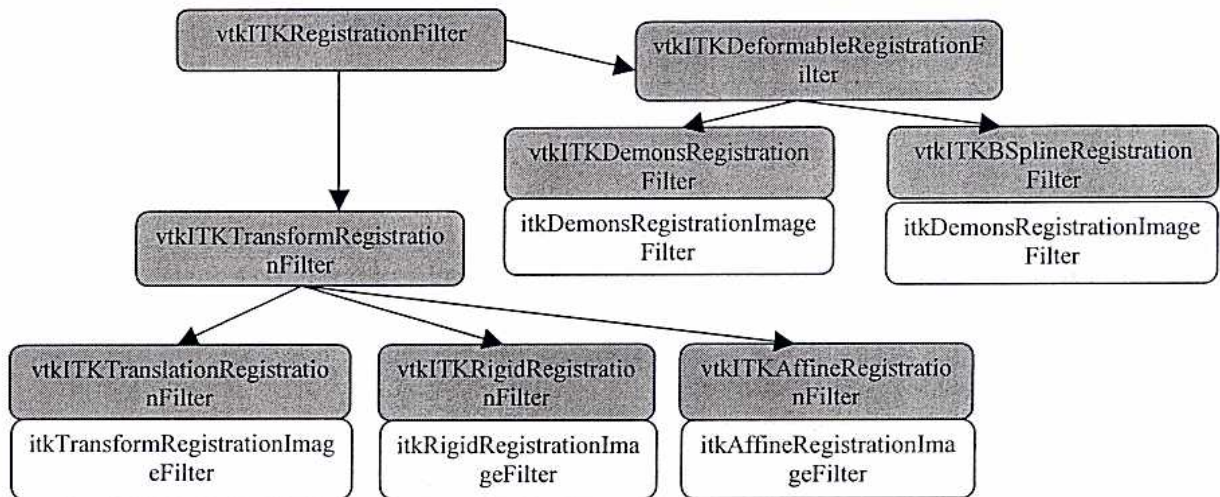 vtkITKRegistrationFilter
vtkITKDeformableRegistrationF
ilter
vtkITKDemonsRegistration
Filter
itkDemonsRegistrationImage
Filter
vtkITKBSplineRegistration
Filter
itkDemonsRegistrationImage
Filter
vtkITKTransformRegistratio
nFilter
vtkITKTranslationRegistratio
nFilter
itkTransformRegistrationImag
eFilter
vtkITKRigidRegistratio
nFilter
itkRigidRegistrationIma
geFilter
vtkITKAffineRegistratio
nFilter
itkAffineRegistrationIma
geFilter